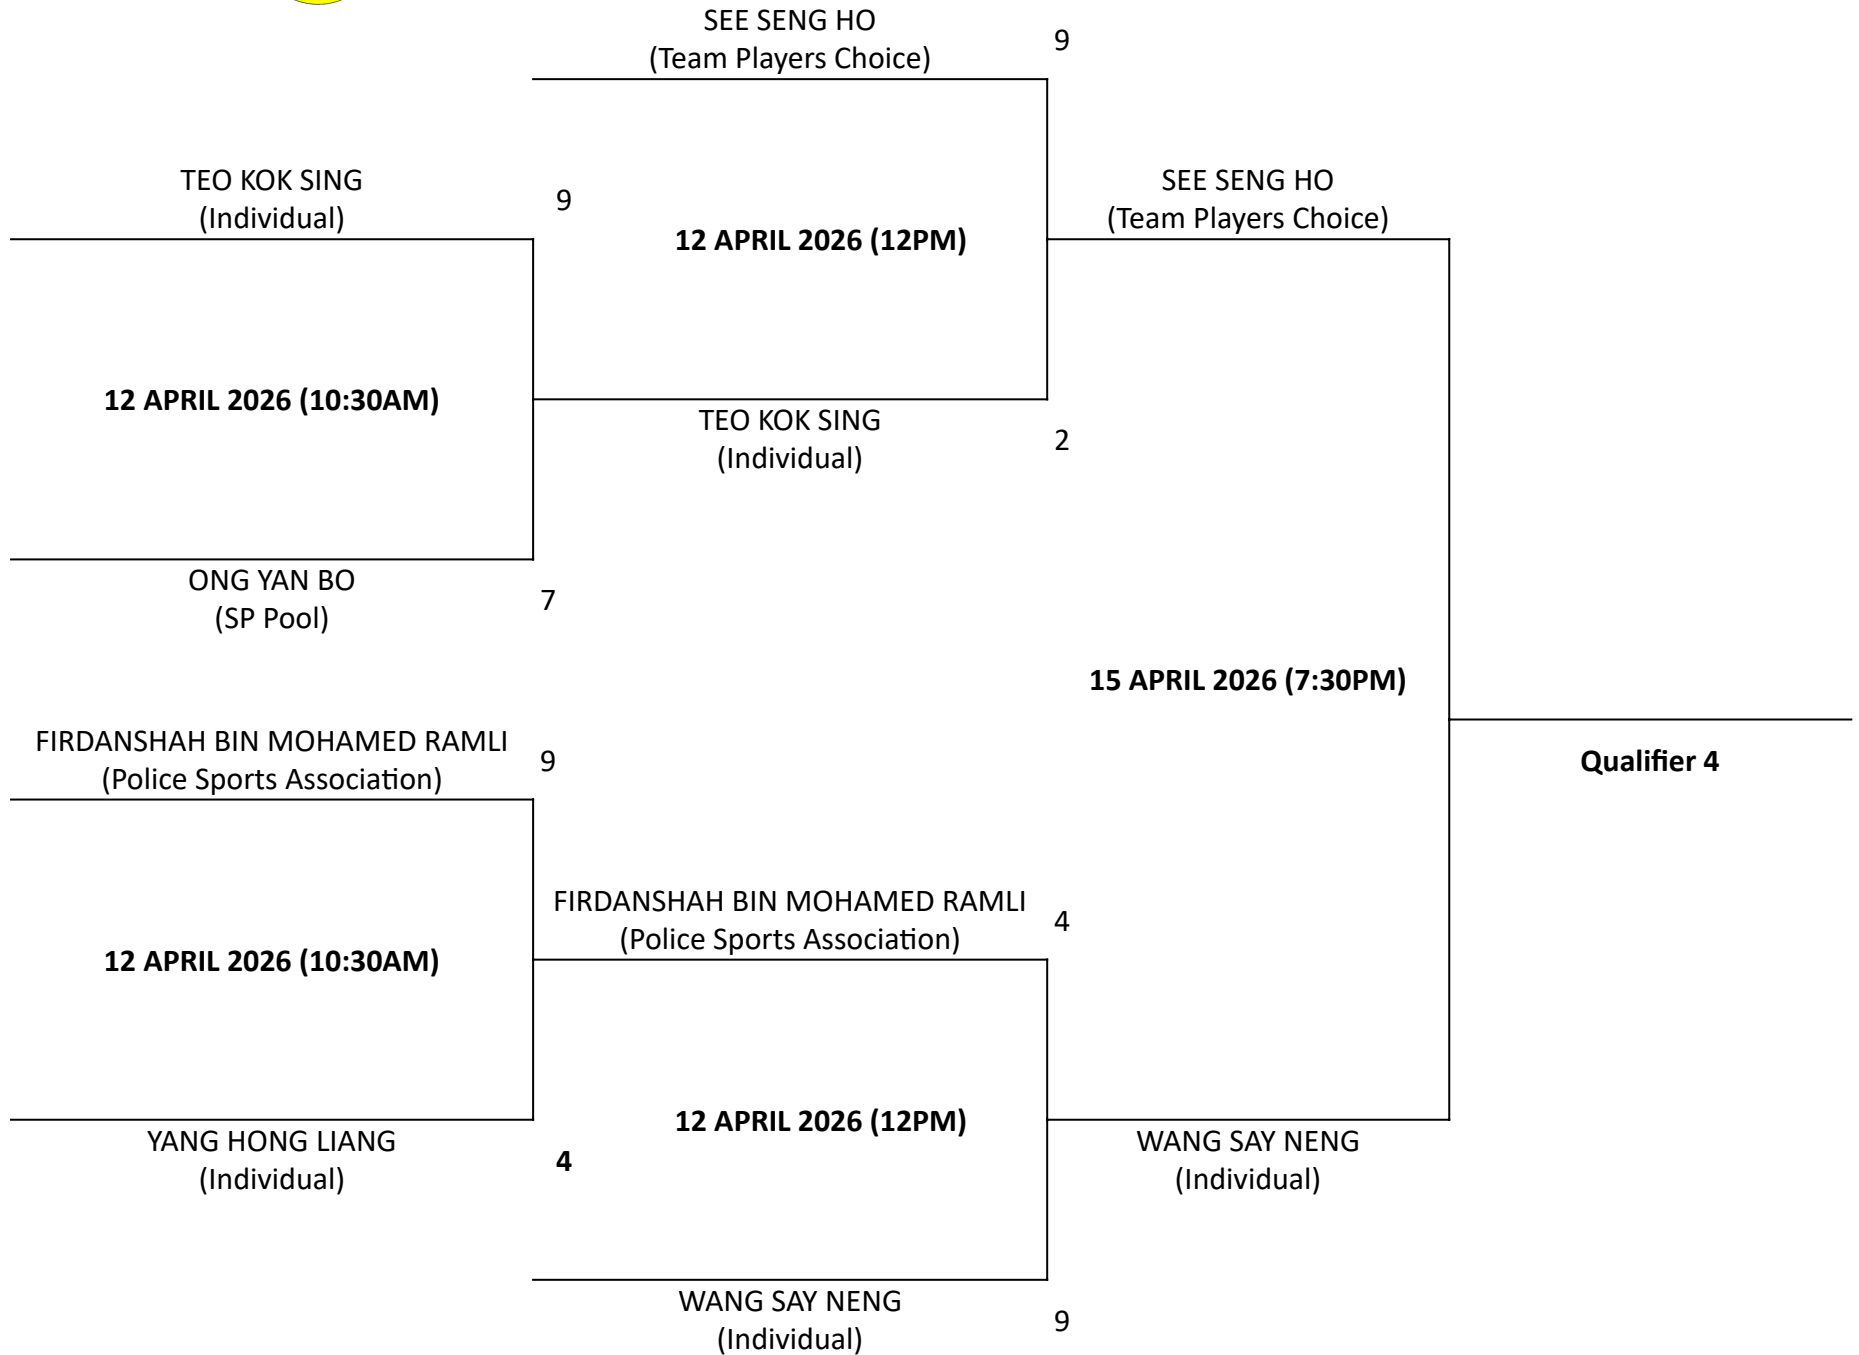 SEE SENG HO
(Team Players Choice)
9
TEO KOK SING
(Individual)
9
12 APRIL 2026 (12PM)
SEE SENG HO
(Team Players Choice)
12 APRIL 2026 (10:30AM)
TEO KOK SING
(Individual)
2
ONG YAN BO
(SP Pool)
7
15 APRIL 2026 (7:30PM)
FIRDANSHAH BIN MOHAMED RAMLI
(Police Sports Association)
9
Qualifier 4
FIRDANSHAH BIN MOHAMED RAMLI
(Police Sports Association)
4
12 APRIL 2026 (10:30AM)
YANG HONG LIANG
(Individual)
4
12 APRIL 2026 (12PM)
WANG SAY NENG
(Individual)
WANG SAY NENG
(Individual)
9